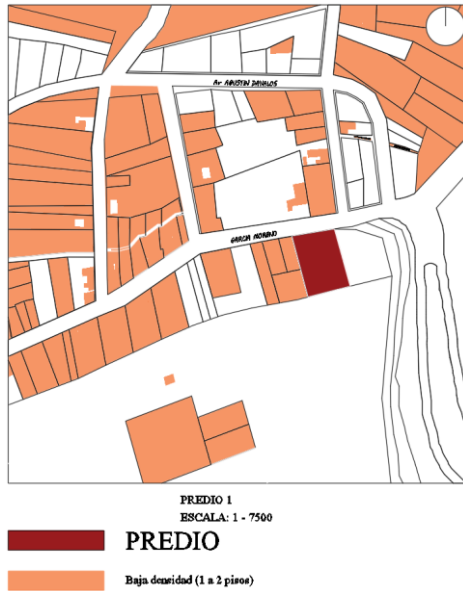 Av AGUSTIN DAVALOS
GARCIA MORENO
PREDIO 1
ESCALA: 1 - 7500
PREDIO
Baja densidad (1 a 2 pisos)